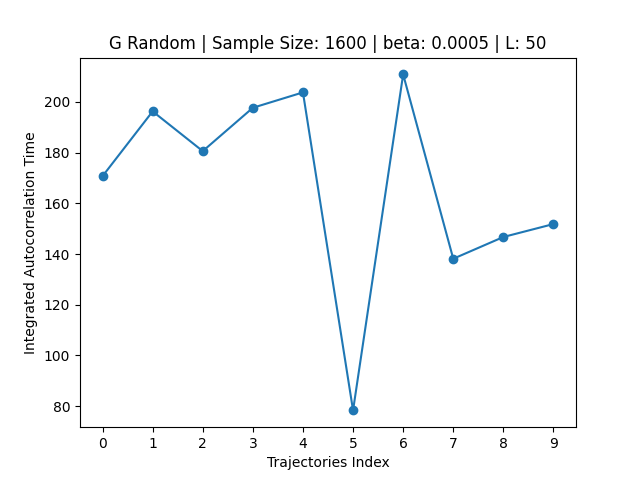 G Random | Sample Size: 1600 | beta: 0.0005 | L: 50
Integrated Autocorrelation Time
200
180
160
140
120
100
80
0 1 2 3 4 5 6 7 8 9
Trajectories Index